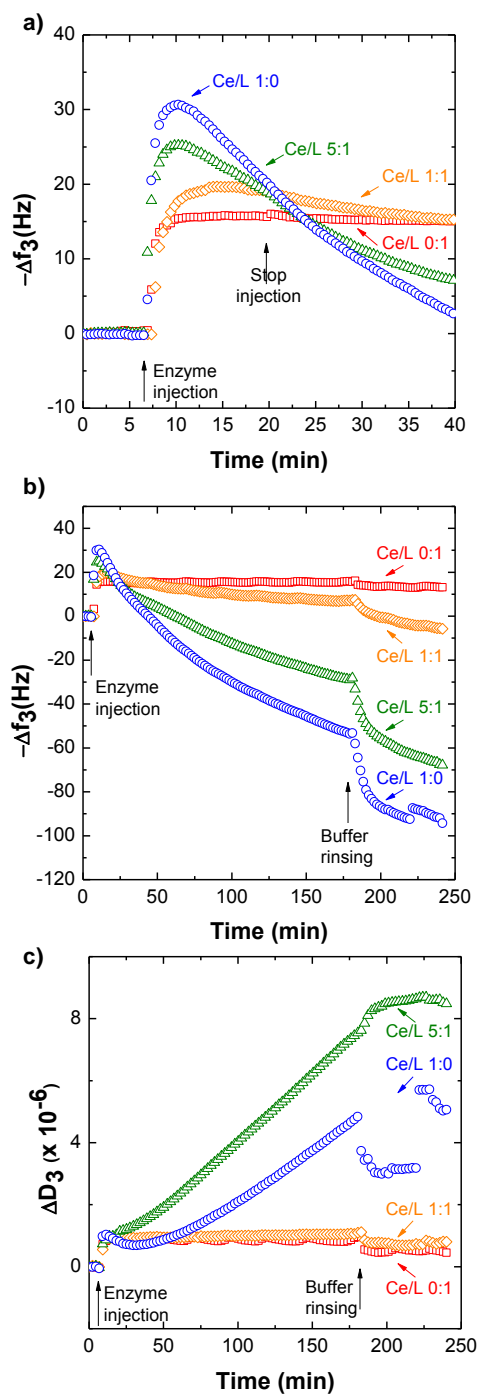 a)
40
30
20
10
0
-10
−Δf₃(Hz)
Ce/L 1:0
Ce/L 5:1
Ce/L 1:1
Ce/L 0:1
Stop
injection
Enzyme
injection
0 5 10 15 20 25 30 35 40
Time (min)
b)
40
20
0
-20
-40
-60
-80
-100
-120
−Δf₃(Hz)
Ce/L 0:1
Ce/L 1:1
Enzyme
injection
Ce/L 5:1
Ce/L 1:0
Buffer
rinsing
0 50 100 150 200 250
Time (min)
c)
8
4
0
ΔD₃ (x 10^-6)
Ce/L 5:1
Ce/L 1:0
Ce/L 1:1
Enzyme
injection
Buffer
rinsing
Ce/L 0:1
0 50 100 150 200 250
Time (min)